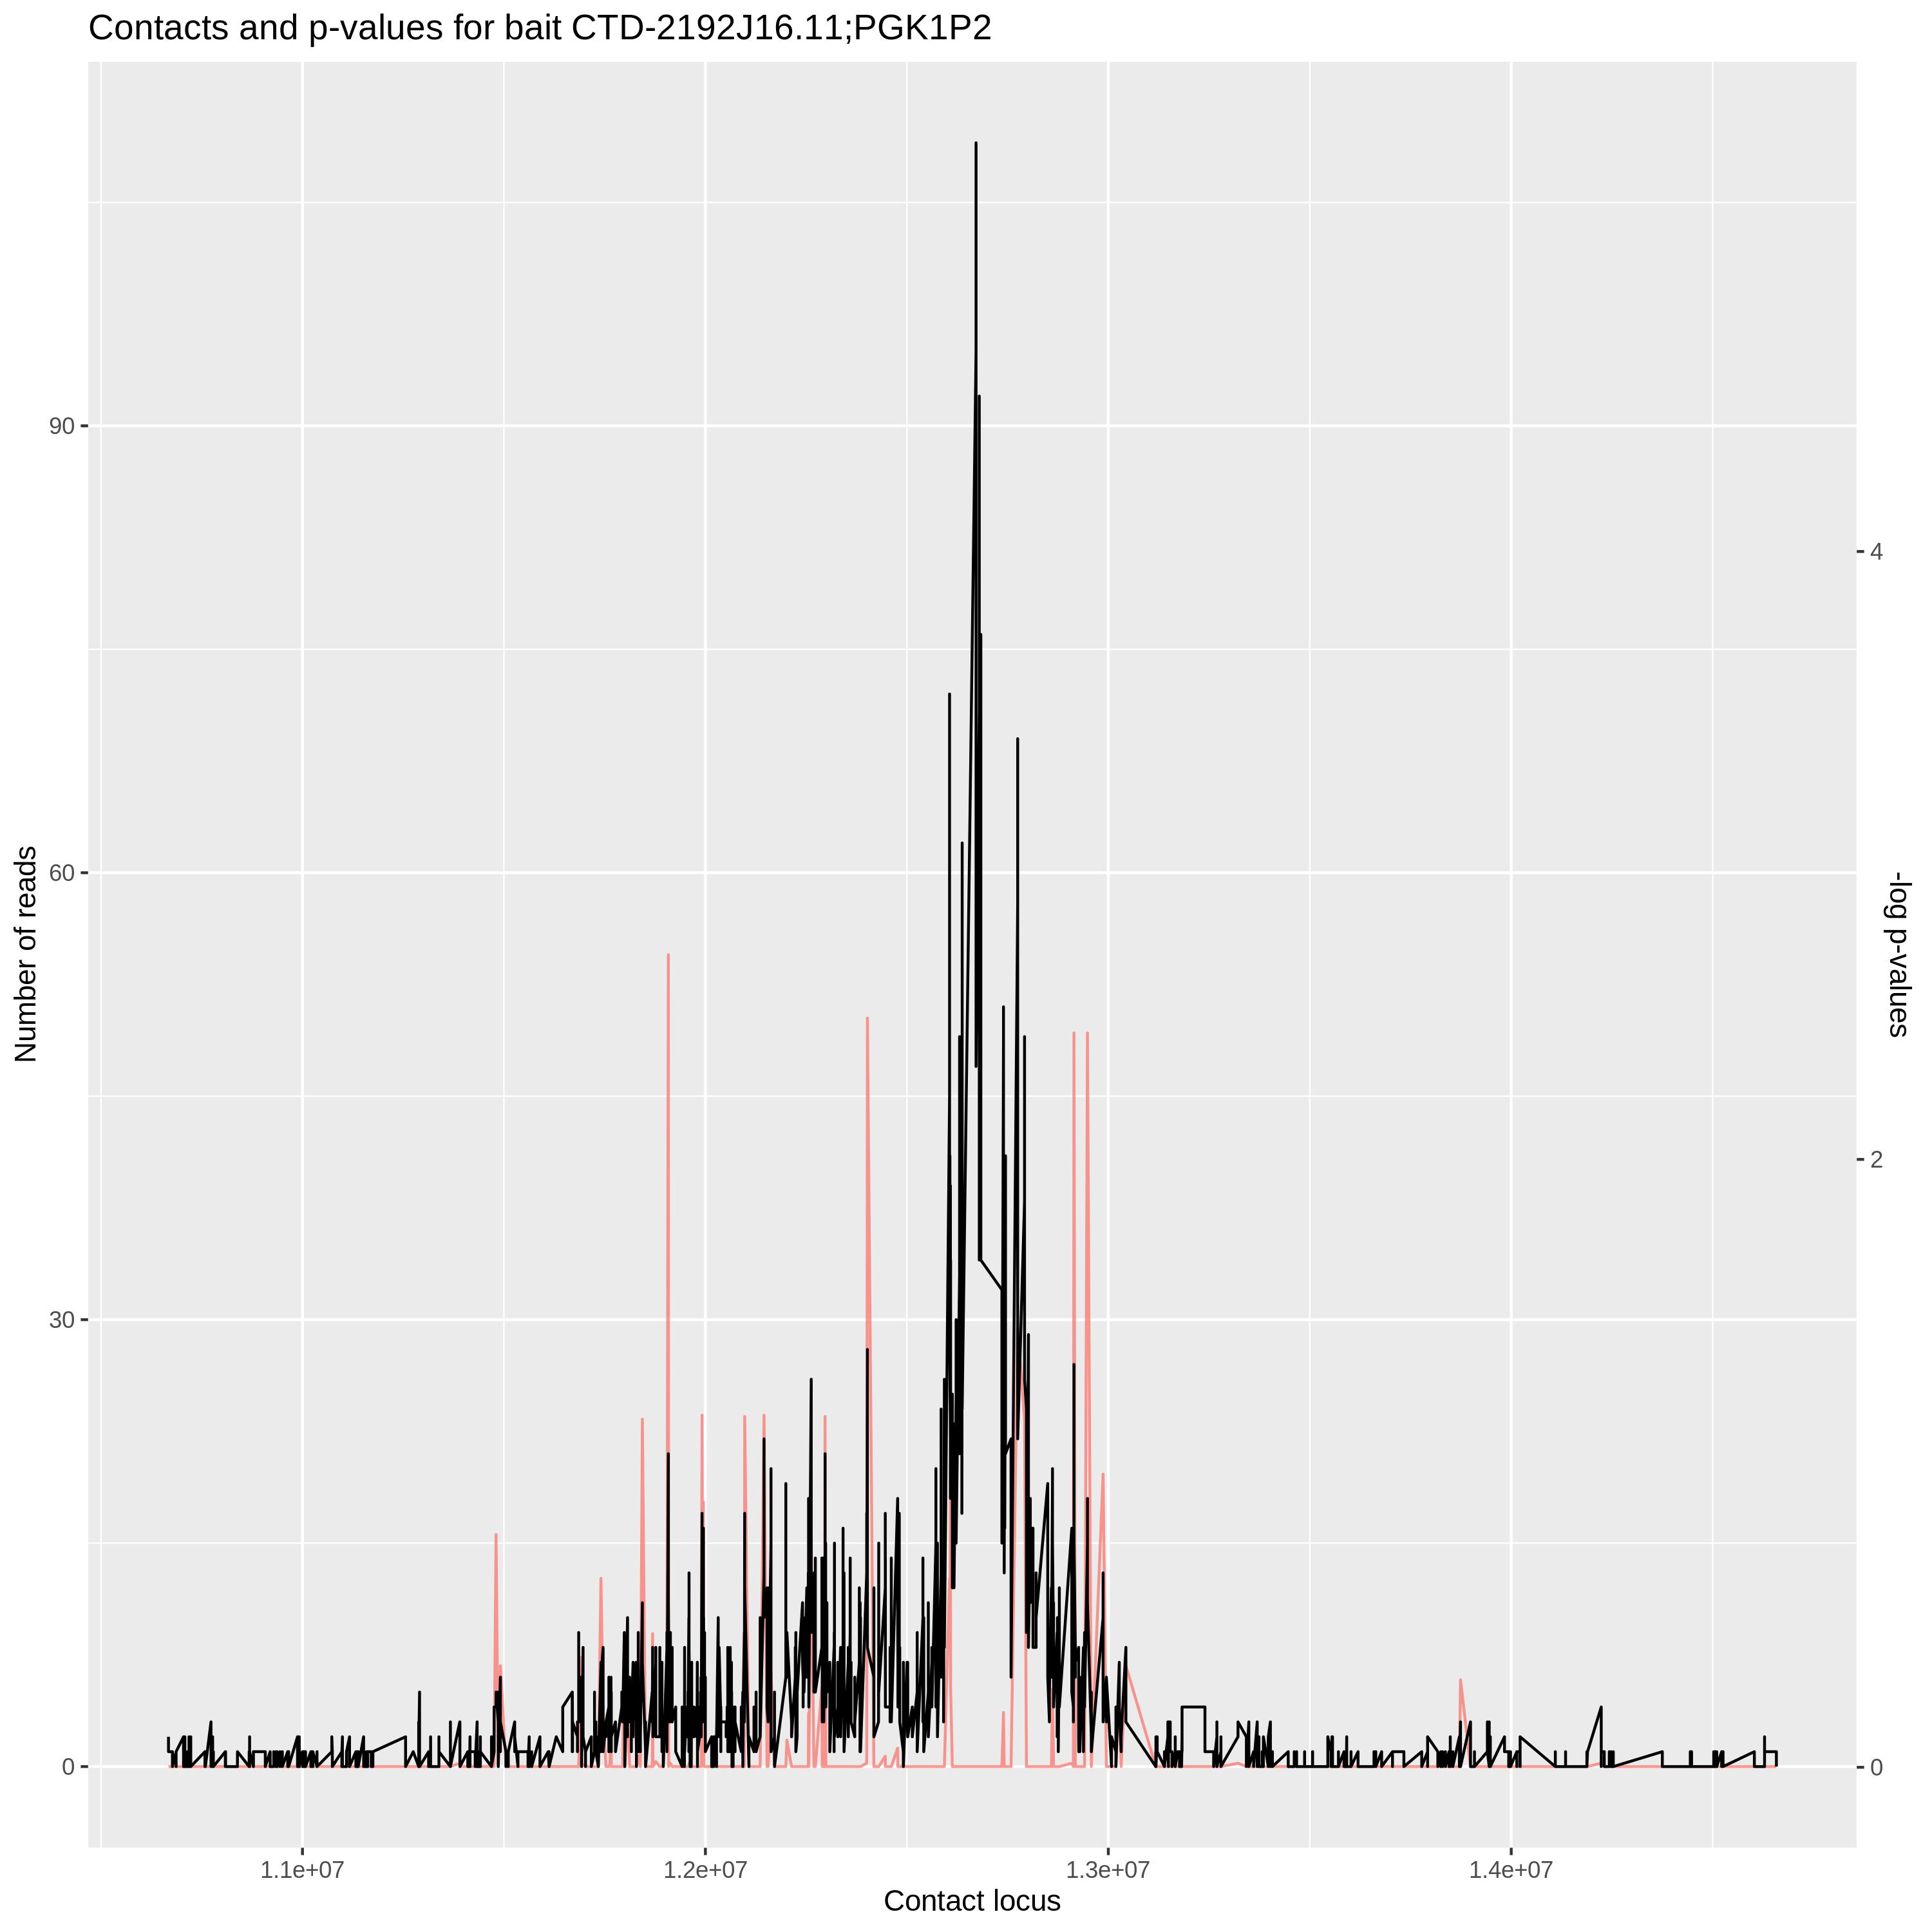 Contacts and p-values for bait CTD-2192J16.11;PGK1P2
Number of reads
90
60
30
0
4
2
0
-log p-values
1.1e+07
1.2e+07
1.3e+07
1.4e+07
Contact locus